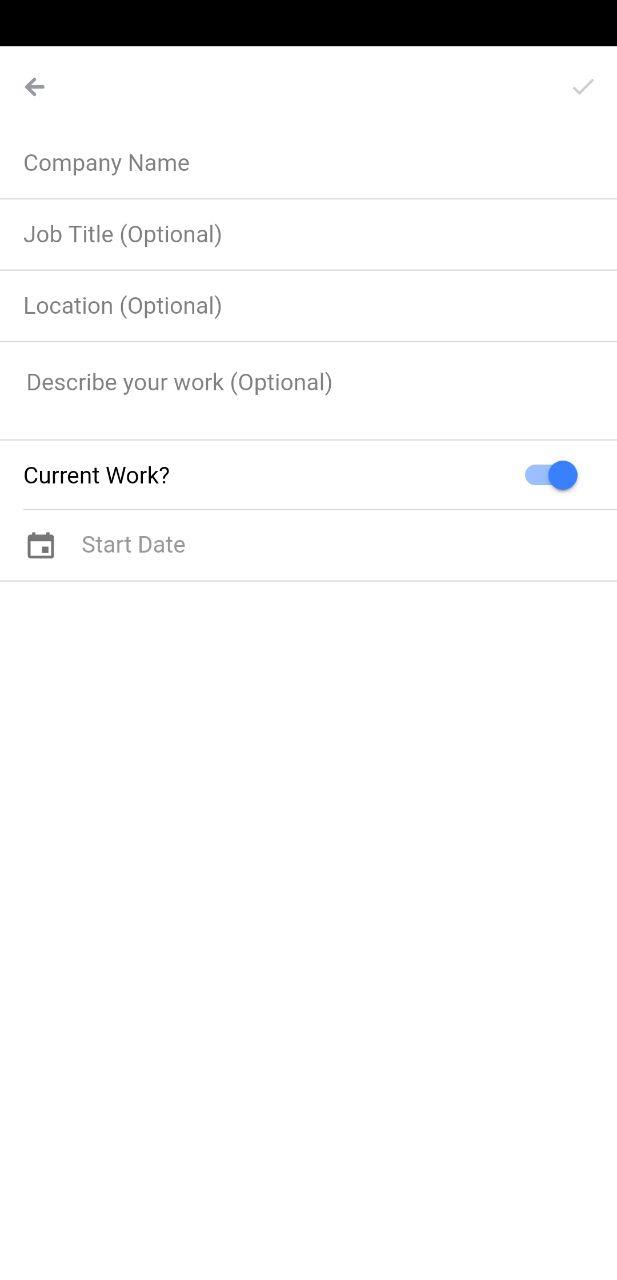 Company Name
Job Title (Optional)
Location (Optional)
Describe your work (Optional)
Current Work?
Start Date